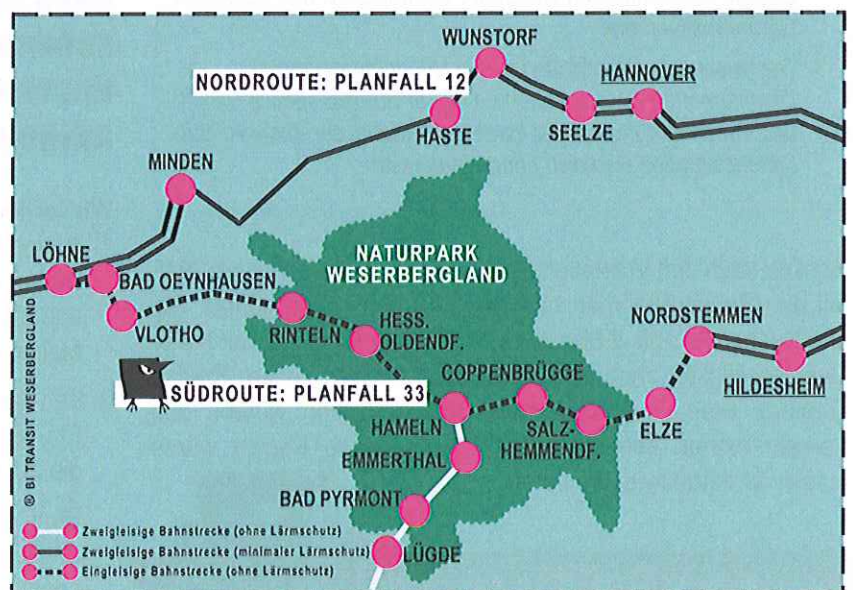 WUNSTORF
NORDROUTE: PLANFALL 12
HANNOVER
HASTE
SEELZE
MINDEN
NATURPARK
WESERBERGLAND
LÖHNE
BAD OEYNHAUSEN
VLOTHO
RINTELN
HESS.
OLDENDF.
NORDSTEMMEN
COPPENBRÜGGE
HILDESHEIM
SÜDROUTE: PLANFALL 33
HAMELN
SALZ-
HEMMENDF.
ELZE
EMMERTHAL
BAD PYRMONT
LÜGDE
© BI TRANSIT WESERBERGLAND
Zweigleisige Bahnstrecke (ohne Lärmschutz)
Zweigleisige Bahnstrecke (minimaler Lärmschutz)
Eingleisige Bahnstrecke (ohne Lärmschutz)